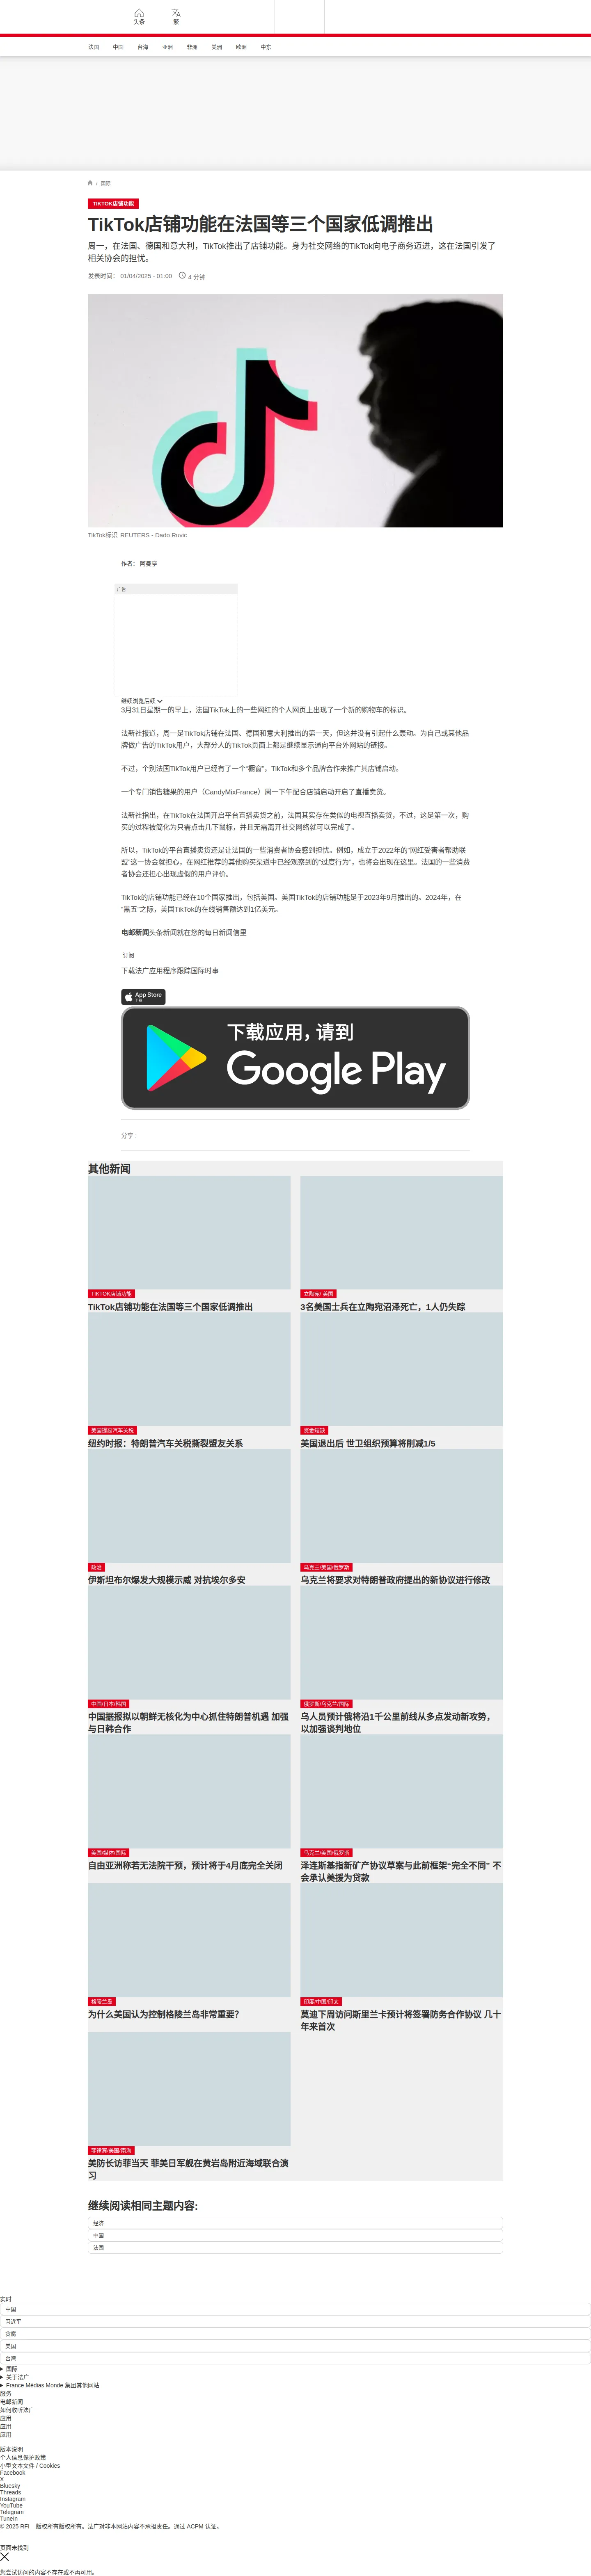 头条
繁
法国 中国 台海 亚洲 非洲 美洲 欧洲 中东
/ 国际
TIKTOK店铺功能
TikTok店铺功能在法国等三个国家低调推出
周一，在法国、德国和意大利，TikTok推出了店铺功能。身为社交网络的TikTok向电子商务迈进，这在法国引发了
相关协会的担忧。
发表时间： 01/04/2025 - 01:00 4 分钟
TikTok标识 REUTERS - Dado Ruvic
作者： 阿曼亭
广告
继续浏览后续
3月31日星期一的早上，法国TikTok上的一些网红的个人网页上出现了一个新的购物车的标识。
法新社报道，周一是TikTok店铺在法国、德国和意大利推出的第一天，但这并没有引起什么轰动。为自己或其他品
牌做广告的TikTok用户，大部分人的TikTok页面上都是继续显示通向平台外网站的链接。
不过，个别法国TikTok用户已经有了一个“橱窗”，TikTok和多个品牌合作来推广其店铺启动。
一个专门销售糖果的用户（CandyMixFrance）周一下午配合店铺启动开启了直播卖货。
法新社指出，在TikTok在法国开启平台直播卖货之前，法国其实存在类似的电视直播卖货，不过，这是第一次，购
买的过程被简化为只需点击几下鼠标，并且无需离开社交网络就可以完成了。
所以，TikTok的平台直播卖货还是让法国的一些消费者协会感到担忧。例如，成立于2022年的“网红受害者帮助联
盟”这一协会就担心，在网红推荐的其他购买渠道中已经观察到的“过度行为”，也将会出现在这里。法国的一些消费
者协会还担心出现虚假的用户评价。
TikTok的店铺功能已经在10个国家推出，包括美国。美国TikTok的店铺功能是于2023年9月推出的。2024年，在
“黑五”之际，美国TikTok的在线销售额达到1亿美元。
电邮新闻头条新闻就在您的每日新闻信里
订阅
下载法广应用程序跟踪国际时事
App Store
下载
下载应用，请到
Google Play
分享 :
其他新闻
TIKTOK店铺功能
TikTok店铺功能在法国等三个国家低调推出
立陶宛/ 美国
3名美国士兵在立陶宛沼泽死亡，1人仍失踪
美国提高汽车关税
纽约时报：特朗普汽车关税撕裂盟友关系
资金短缺
美国退出后 世卫组织预算将削减1/5
政治
伊斯坦布尔爆发大规模示威 对抗埃尔多安
乌克兰/美国/俄罗斯
乌克兰将要求对特朗普政府提出的新协议进行修改
中国/日本/韩国
中国据报拟以朝鲜无核化为中心抓住特朗普机遇 加强
与日韩合作
俄罗斯/乌克兰/国际
乌人员预计俄将沿1千公里前线从多点发动新攻势，
以加强谈判地位
美国/媒体/国际
自由亚洲称若无法院干预，预计将于4月底完全关闭
乌克兰/美国/俄罗斯
泽连斯基指新矿产协议草案与此前框架“完全不同” 不
会承认美援为贷款
格陵兰岛
为什么美国认为控制格陵兰岛非常重要？
印度/中国/印太
莫迪下周访问斯里兰卡预计将签署防务合作协议 几十
年来首次
菲律宾/美国/南海
美防长访菲当天 菲美日军舰在黄岩岛附近海域联合演
习
继续阅读相同主题内容:
经济
中国
法国
实时
中国
习近平
贪腐
美国
台湾
国际
关于法广
France Médias Monde 集团其他网站
服务
电邮新闻
如何收听法广
应用
应用
应用
版本说明
个人信息保护政策
小型文本文件 / Cookies
Facebook
X
Bluesky
Threads
Instagram
YouTube
Telegram
TuneIn
© 2025 RFI – 版权所有版权所有。法广对非本网站内容不承担责任。通过 ACPM 认证。
页面未找到
您尝试访问的内容不存在或不再可用。